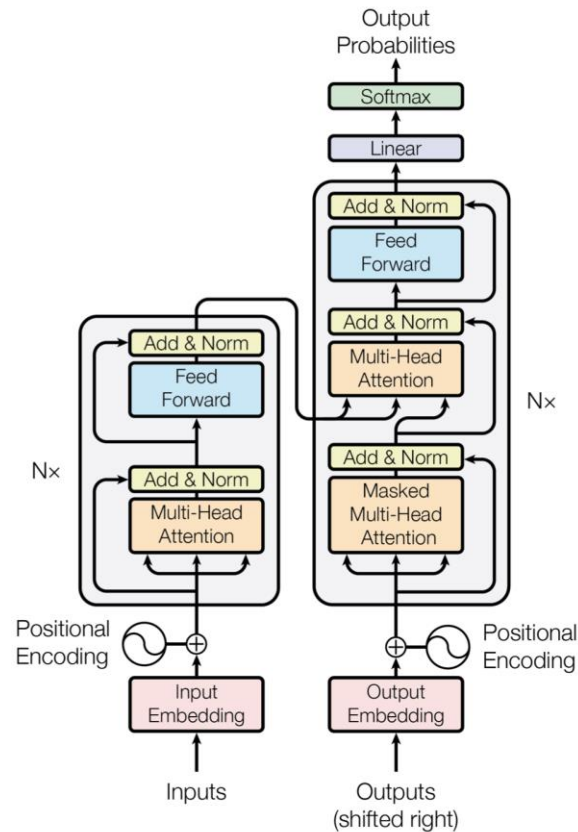 Output
Probabilities
Softmax
Linear
Add & Norm
Feed
Forward
Add & Norm
Multi-Head
Attention
Add & Norm
Masked
Multi-Head
Attention
Nx
Add & Norm
Feed
Forward
Add & Norm
Multi-Head
Attention
N×
Positional
Encoding
Positional
Encoding
Input
Embedding
Output
Embedding
Inputs
Outputs
(shifted right)